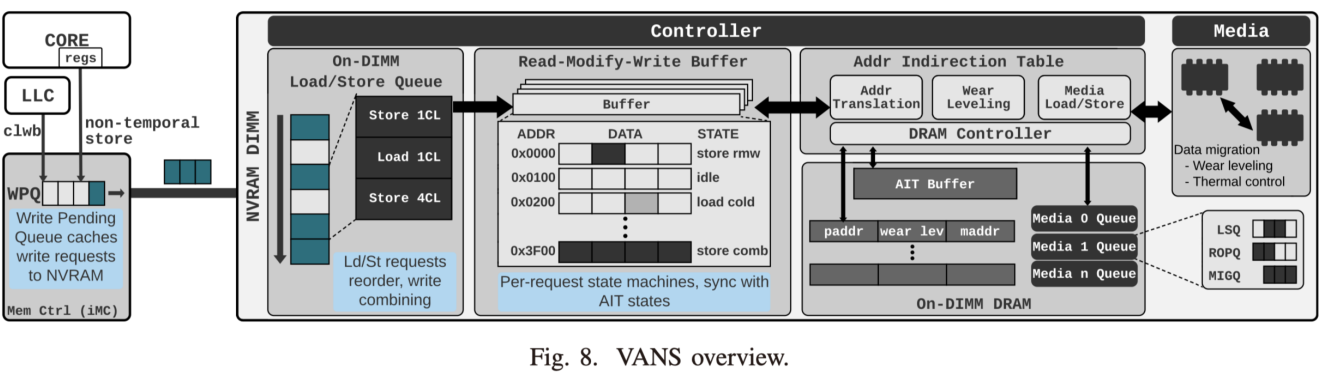 CORE
regs
LLC
clwb
non-temporal
store
WPQ
Write Pending
Queue caches
write requests
to NVRAM
Mem Ctrl (iMC)
NVRAM DIMM
Controller
On-DIMM
Load/Store Queue
Store 1CL
Load 1CL
Store 4CL
Ld/St requests
reorder, write
combining
Read-Modify-Write Buffer
Buffer
ADDR DATA STATE
0x0000 store rmw
0x0100 idle
0x0200 load cold
0x3F00 store comb
Per-request state machines, sync with
AIT states
Addr Indirection Table
Addr
Translation
Wear
Leveling
Media
Load/Store
DRAM Controller
AIT Buffer
paddr wear lev maddr
Media 0 Queue
Media 1 Queue
Media n Queue
On-DIMM DRAM
Media
Data migration
- Wear leveling
- Thermal control
LSQ
ROPQ
MIGQ
Fig. 8. VANS overview.